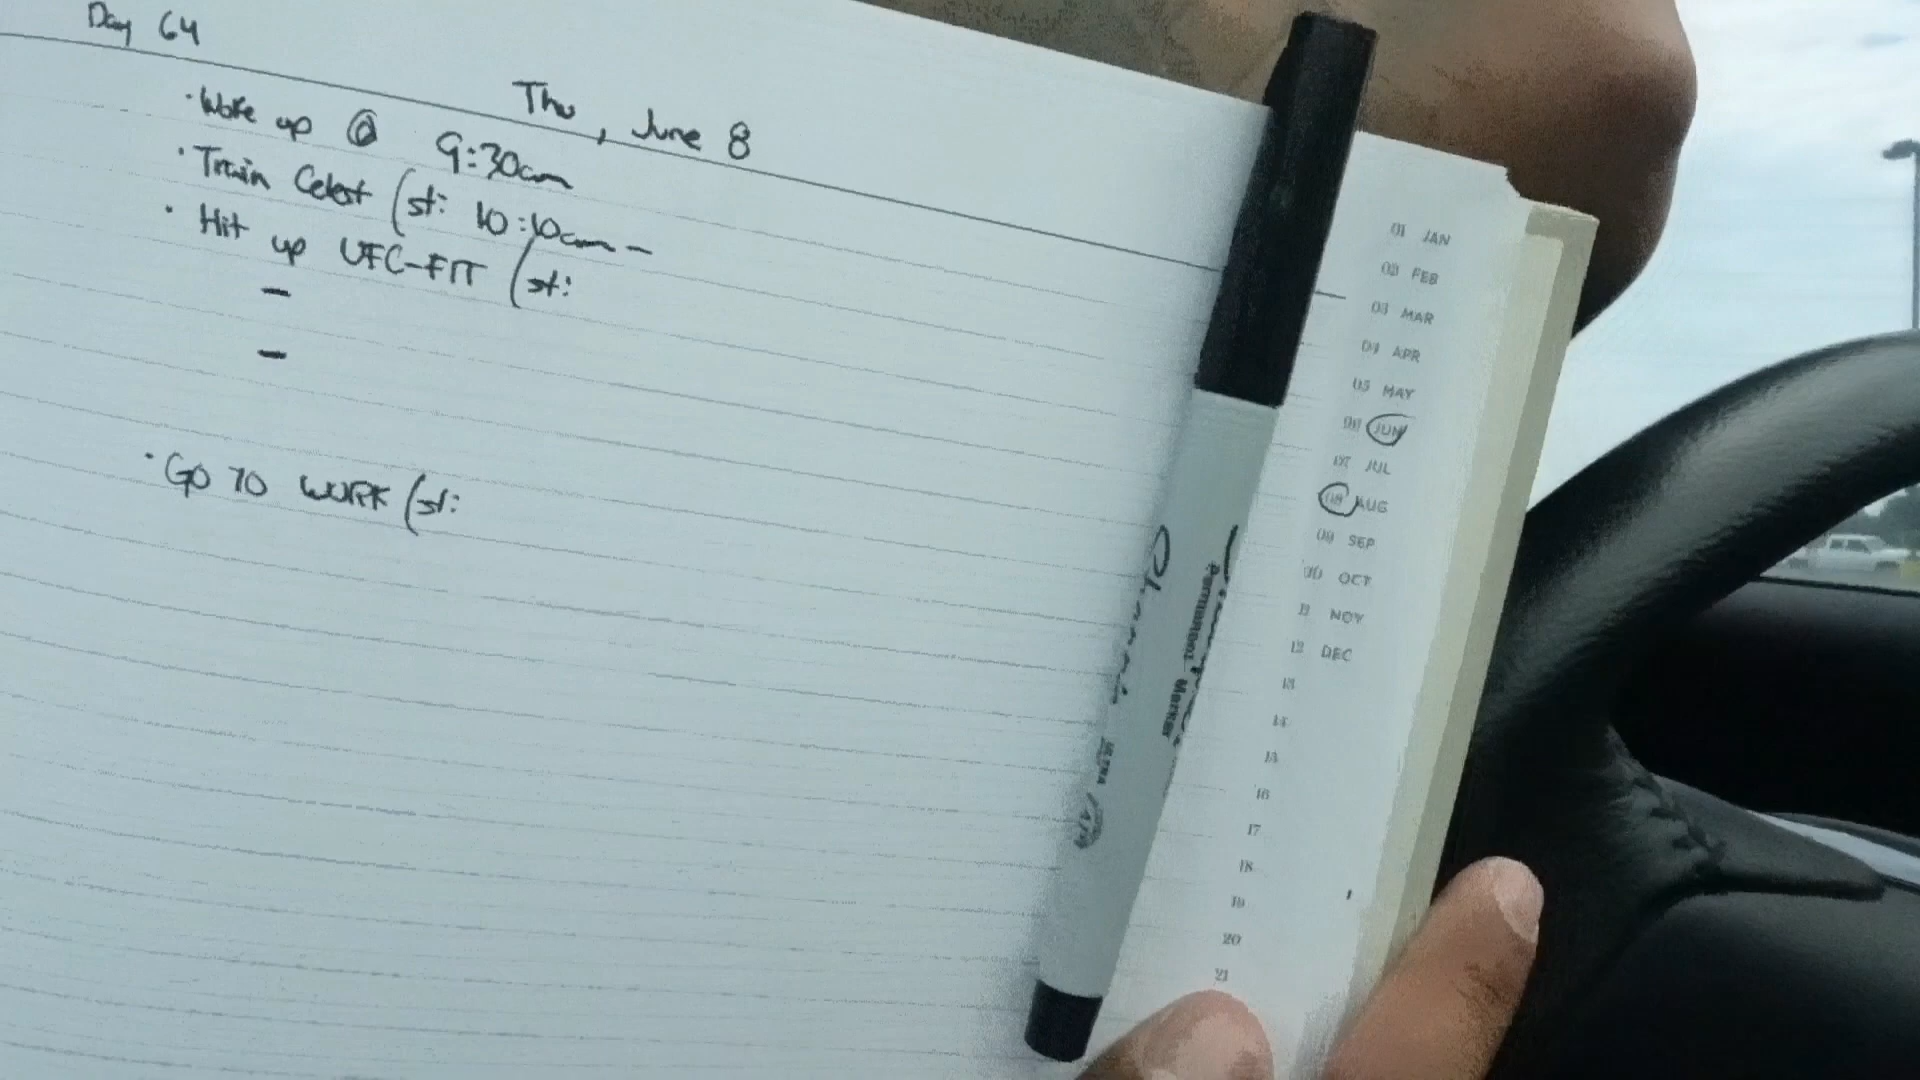 Day 64
Thu, June 8
· Woke up @ 9:30am
· Train Celest (st: 10:10am -
· Hit up UFC-FIT (st:
-
-
· GO TO WORK (st:
Permanent Marker
ULTRA
01 JAN
02 FEB
03 MAR
04 APR
05 MAY
06 JUN
07 JUL
08 AUG
09 SEP
10 OCT
11 NOV
12 DEC
13
14
15
16
17
18
19
20
21